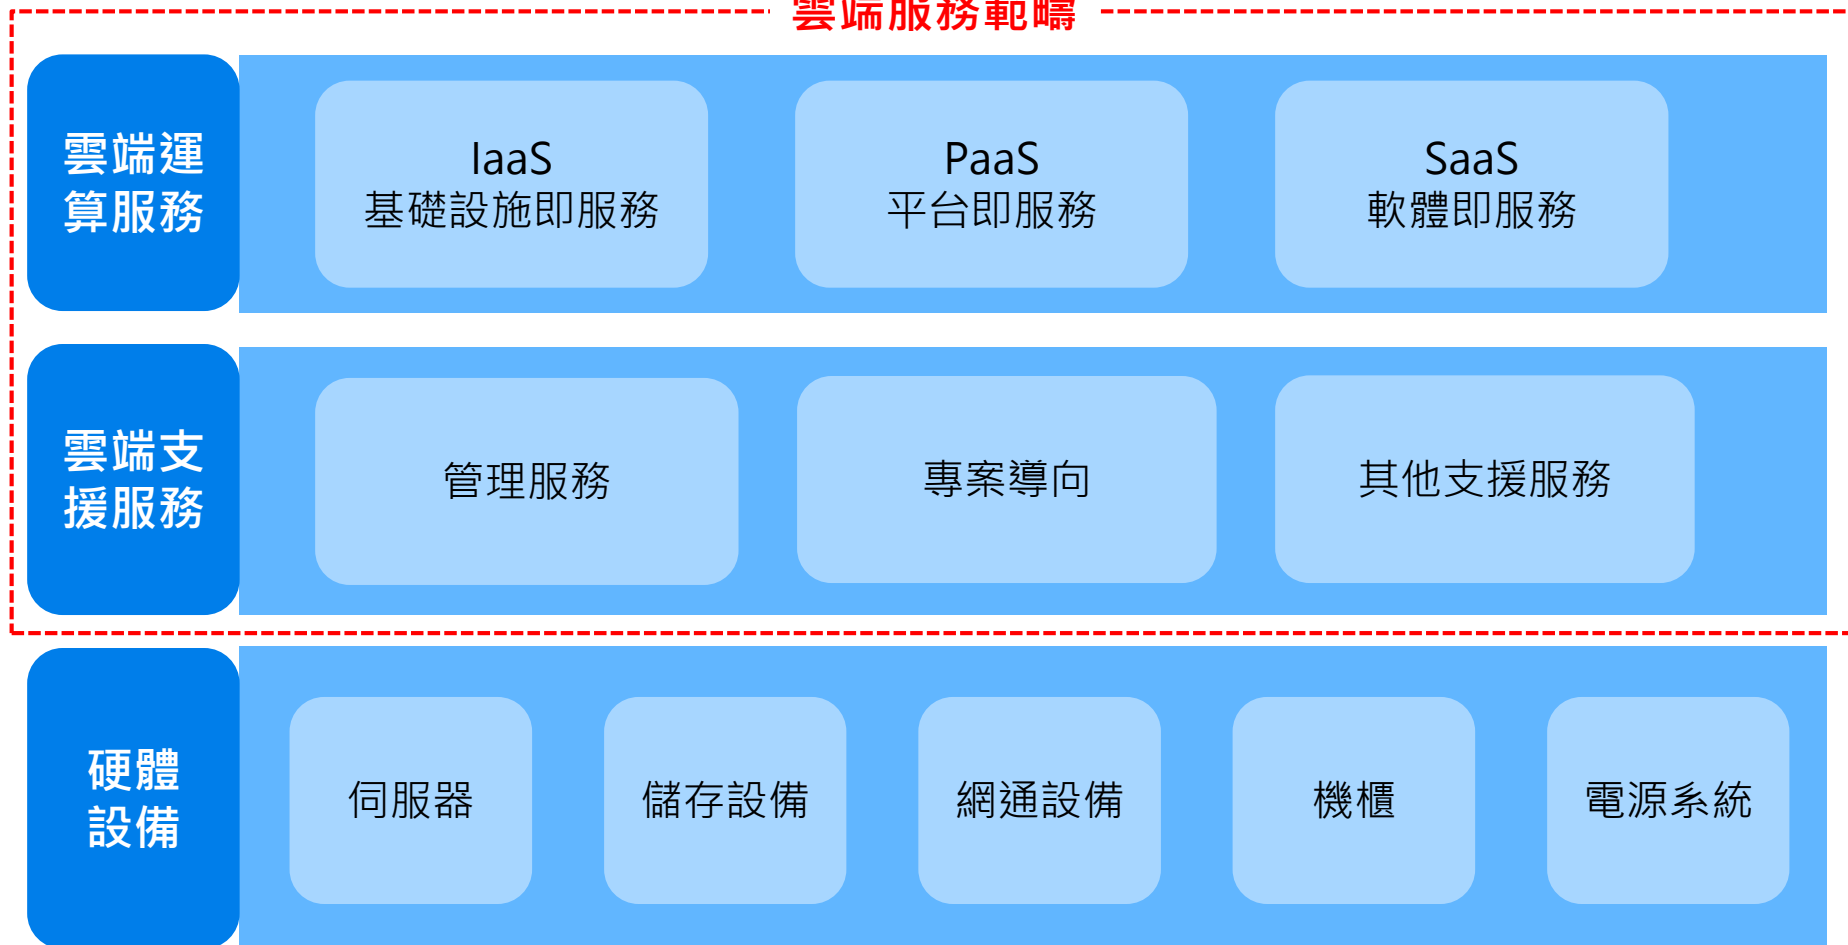 雲端服務範疇
雲端運
算服務
IaaS
基礎設施即服務
PaaS
平台即服務
SaaS
軟體即服務
雲端支
援服務
管理服務
專案導向
其他支援服務
硬體
設備
伺服器
儲存設備
網通設備
機櫃
電源系統